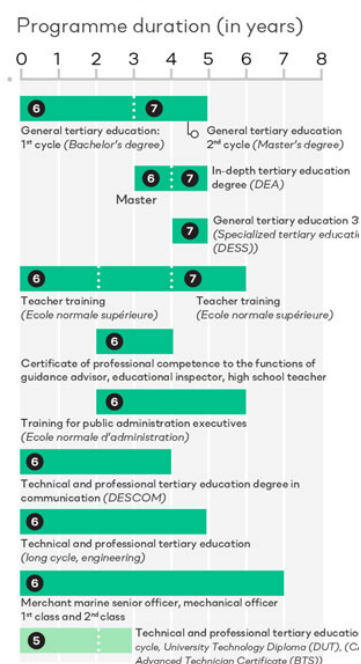 Programme duration (in years)
0 1 2 3 4 5 6 7 8
6 7
General tertiary education: General tertiary education
1st cycle (Bachelor's degree) 2nd cycle (Master's degree)
6 7 In-depth tertiary education
degree (DEA)
Master
7 General tertiary education
(Specialized tertiary
(DESS))
6 7
Teacher training Teacher training
(Ecole normale supérieure) (Ecole normale supérieure)
6
Certificate of professional competence to the functions of
guidance advisor, educational inspector, high school teacher
6
Training for public administration executives
(Ecole normale d'administration)
6
Technical and professional tertiary education degree in
communication (DESCOM)
6
Technical and professional tertiary education
(long cycle, engineering)
6
Merchant marine senior officer, mechanical officer
1st class and 2nd class
5 Technical and professional tertiary
cycle, University Technology Diploma (DUT),
Advanced Technician Certificate (BTS))